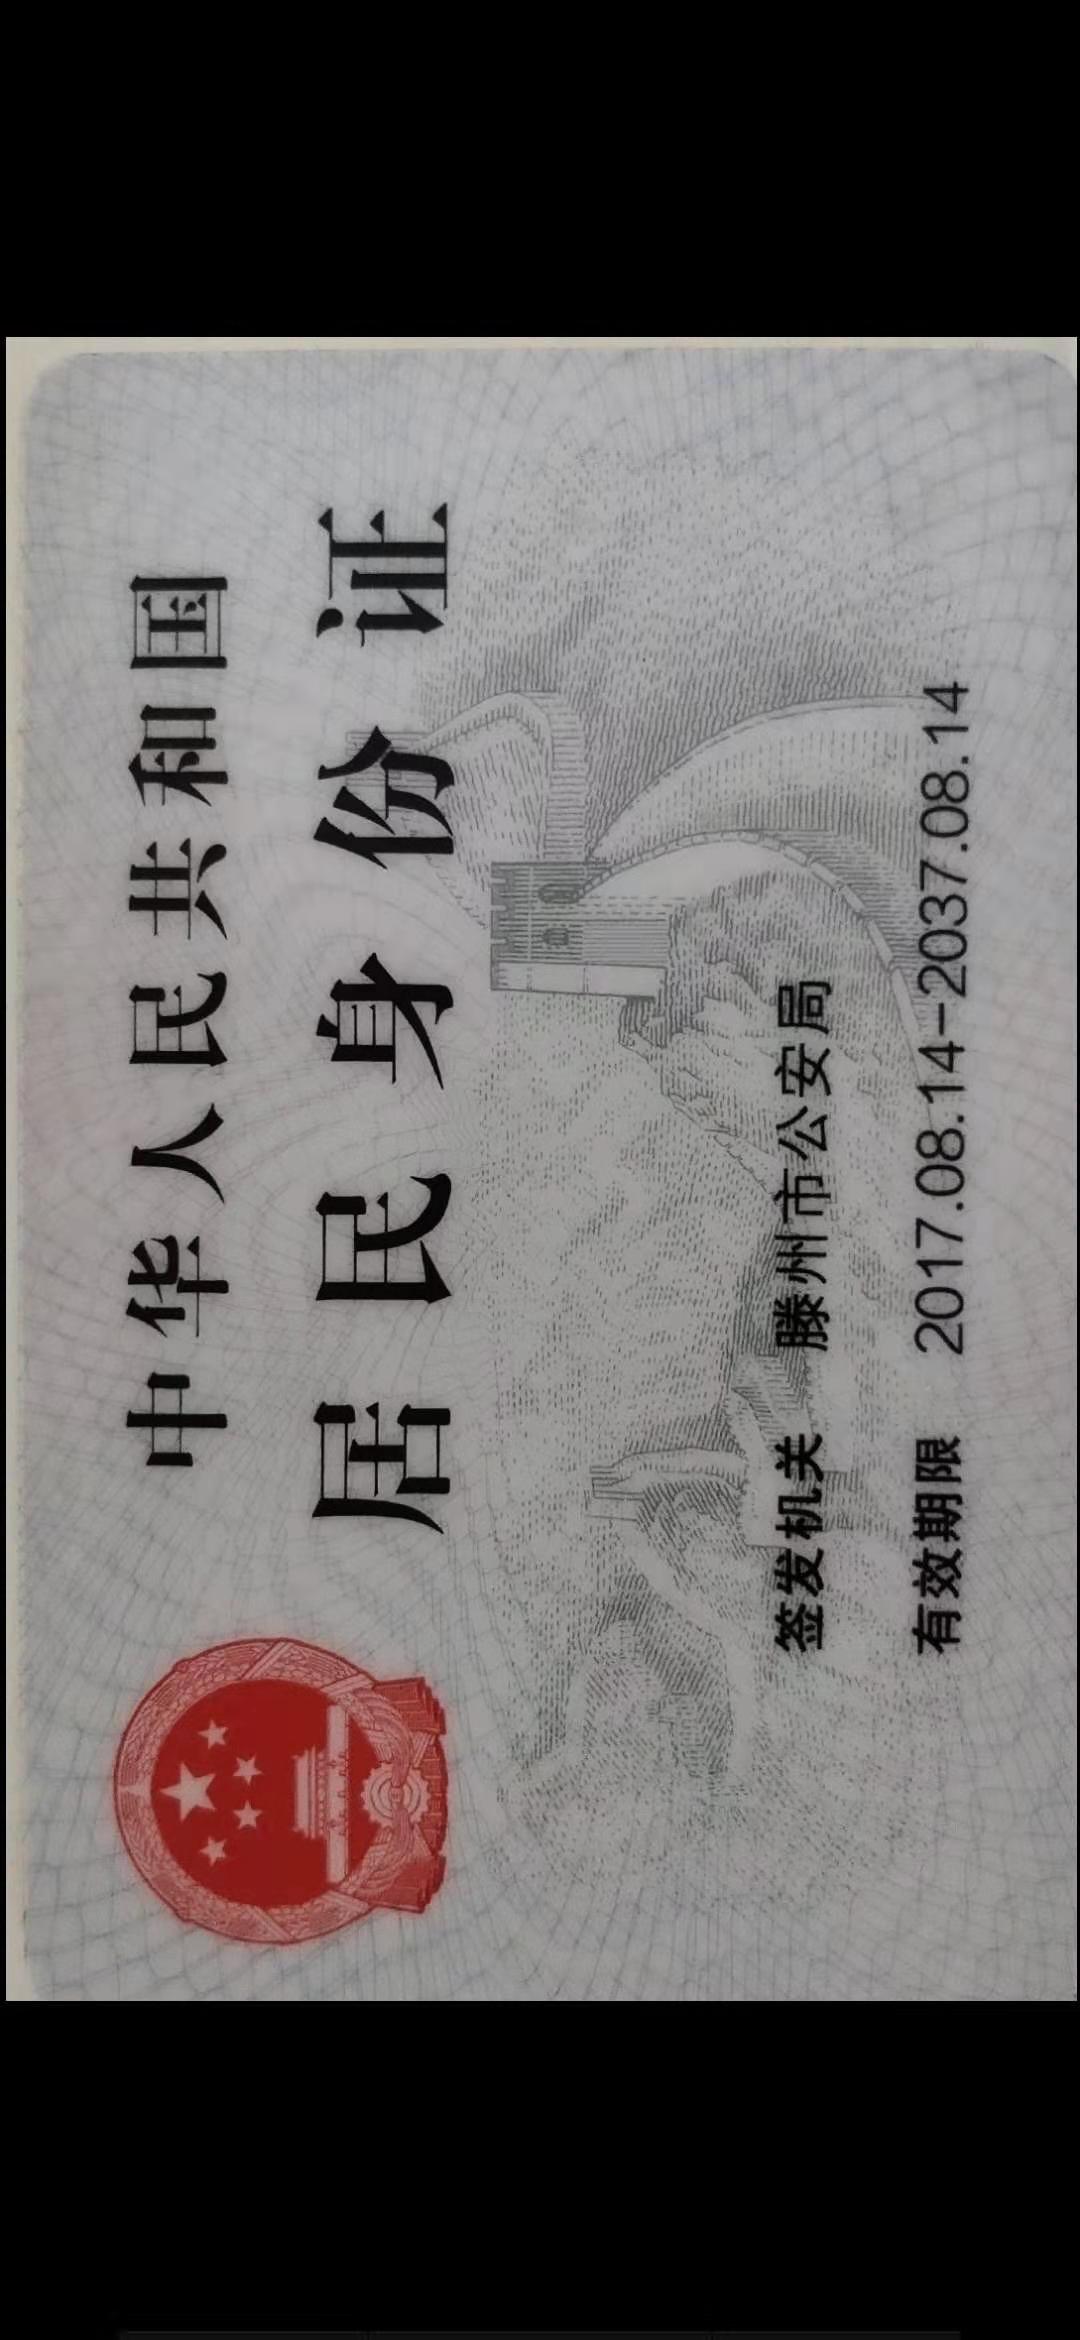 中华人民共和国
居民身份证
签发机关 滕州市公安局
有效期限 2017.08.14-2037.08.14